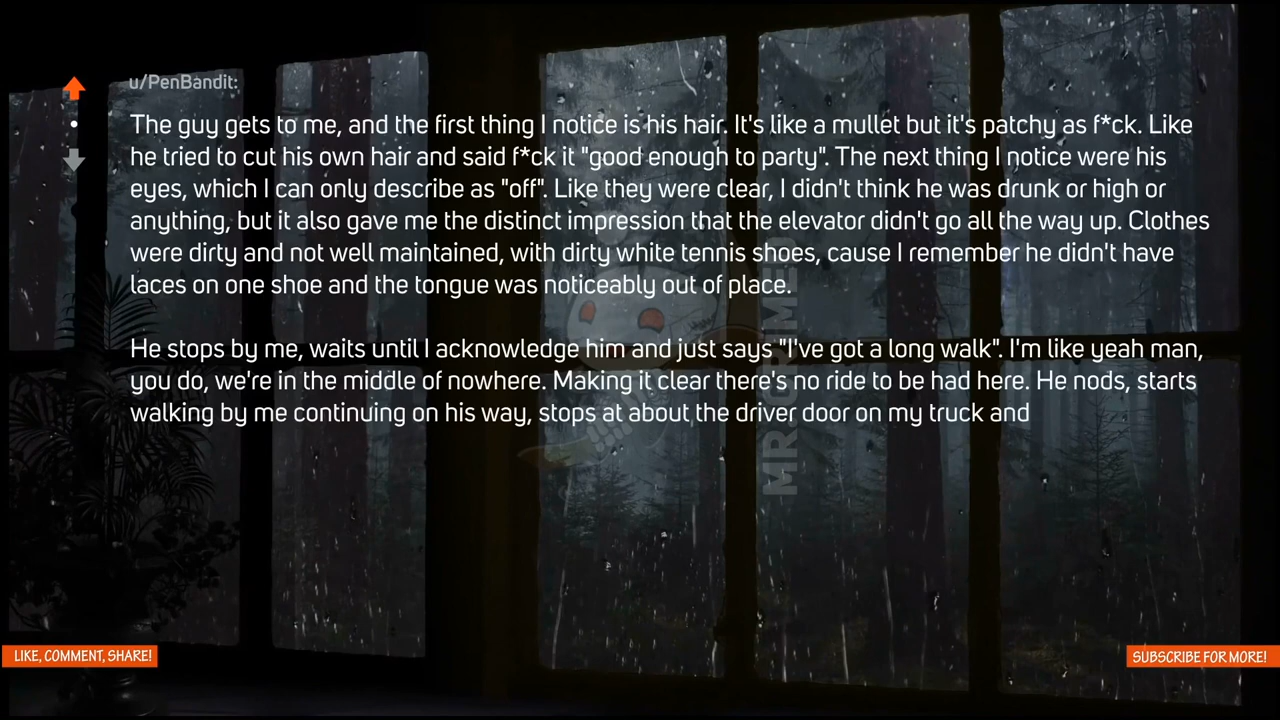 u/PenBandit:
The guy gets to me, and the first thing I notice is his hair. It's like a mullet but it's patchy as f*ck. Like
he tried to cut his own hair and said f*ck it "good enough to party". The next thing I notice were his
eyes, which I can only describe as "off". Like they were clear, I didn't think he was drunk or high or
anything, but it also gave me the distinct impression that the elevator didn't go all the way up. Clothes
were dirty and not well maintained, with dirty white tennis shoes, cause I remember he didn't have
laces on one shoe and the tongue was noticeably out of place.
He stops by me, waits until I acknowledge him and just says "I've got a long walk". I'm like yeah man,
you do, we're in the middle of nowhere. Making it clear there's no ride to be had here. He nods, starts
walking by me continuing on his way, stops at about the driver door on my truck and
MR.CRIME
LIKE, COMMENT, SHARE!
SUBSCRIBE FOR MORE!